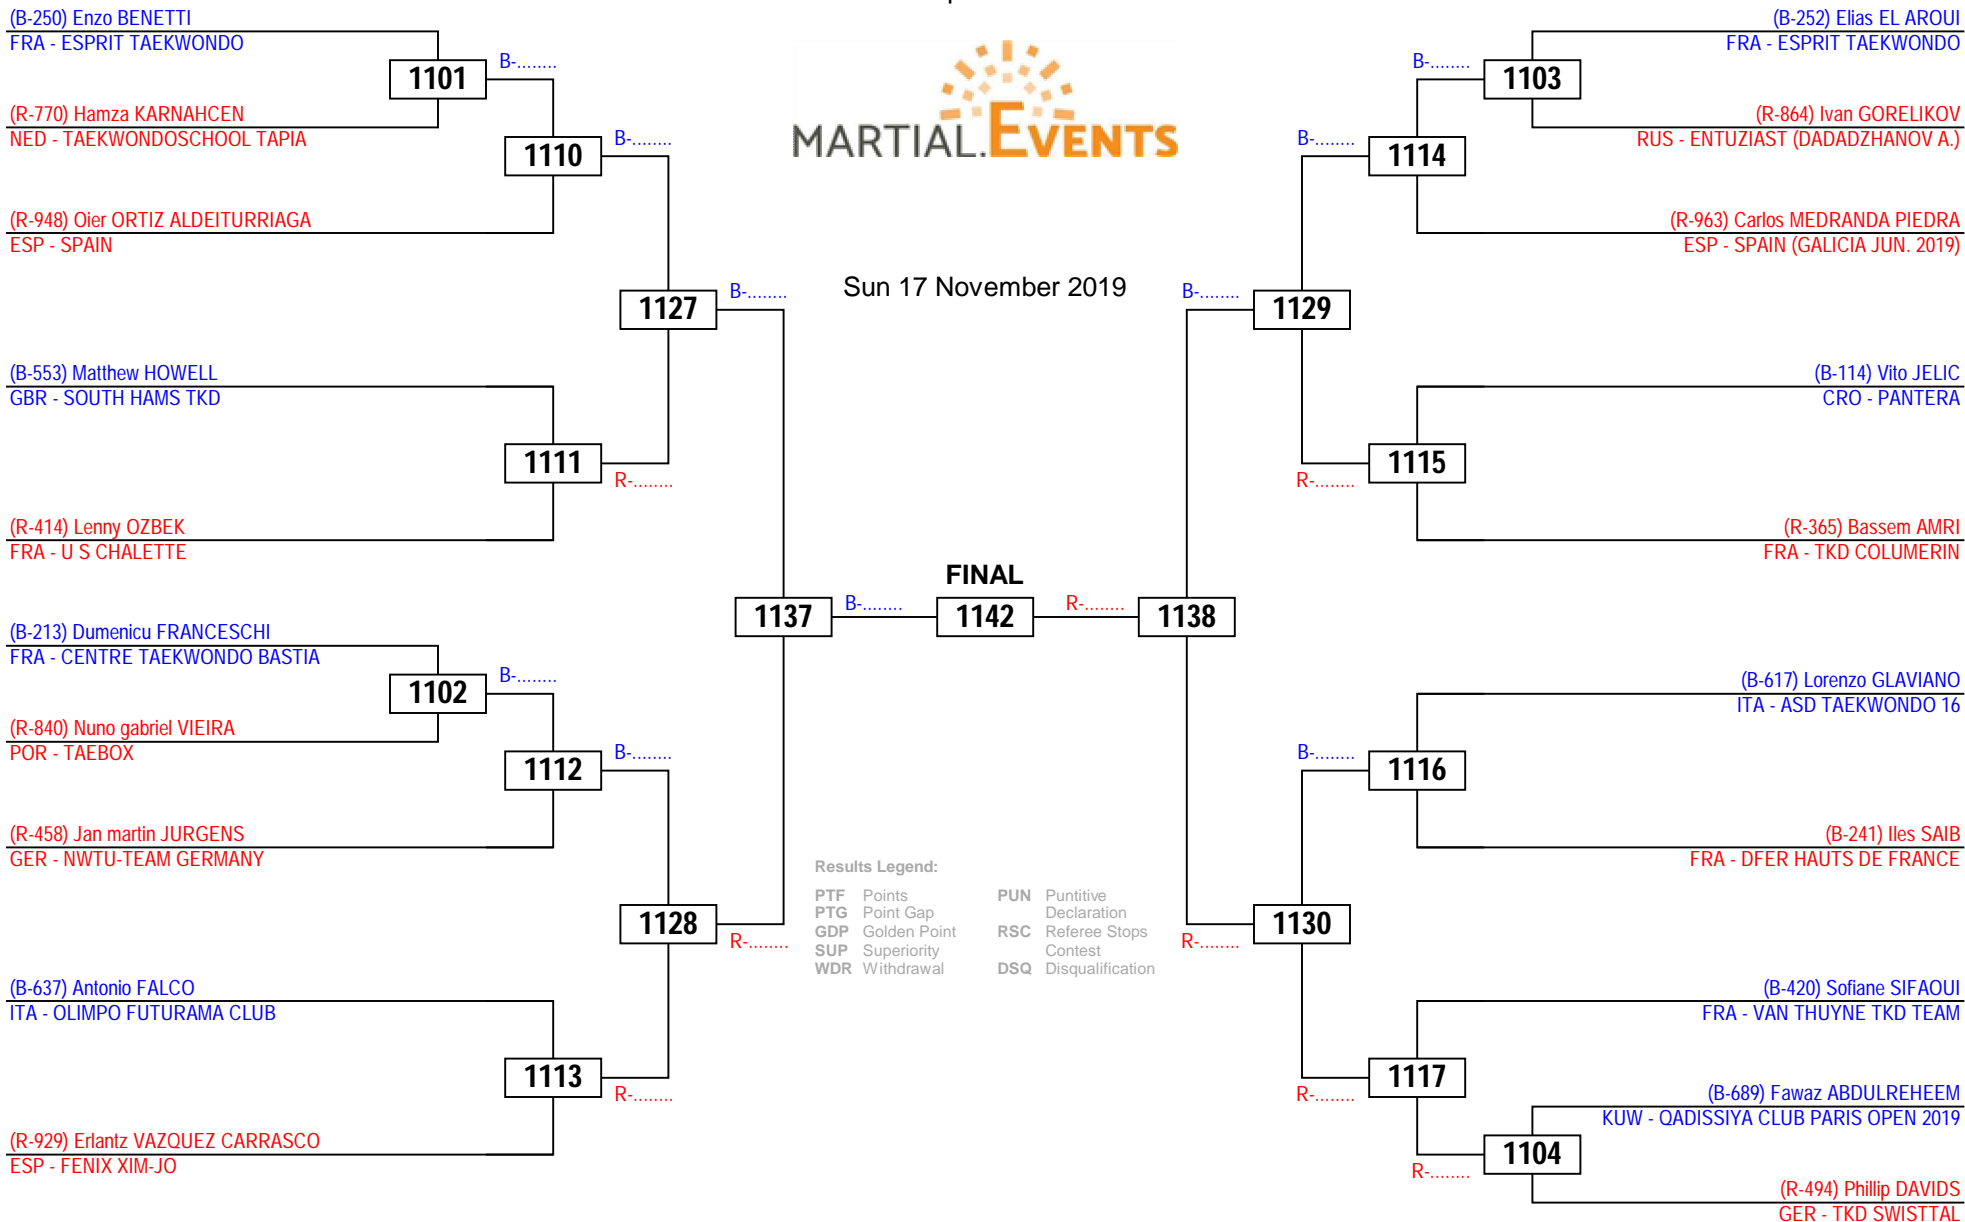 (B-250) Enzo BENETTI
FRA - ESPRIT TAEKWONDO
B-........
1101
(R-770) Hamza KARNAHCEN
NED - TAEKWONDOSCHOOL TAPIA
B-........
1110
(R-948) Oier ORTIZ ALDEITURRIAGA
ESP - SPAIN
B-........
1127
(B-553) Matthew HOWELL
GBR - SOUTH HAMS TKD
1111
R-........
(R-414) Lenny OZBEK
FRA - U S CHALETTE
1137
B-........
(B-213) Dumenicu FRANCESCHI
FRA - CENTRE TAEKWONDO BASTIA
B-........
1102
(R-840) Nuno gabriel VIEIRA
POR - TAEBOX
B-........
1112
(R-458) Jan martin JURGENS
GER - NWTU-TEAM GERMANY
1128
R-........
(B-637) Antonio FALCO
ITA - OLIMPO FUTURAMA CLUB
1113
R-........
(R-929) Erlantz VAZQUEZ CARRASCO
ESP - FENIX XIM-JO
MARTIAL.EVENTS
Sun 17 November 2019
FINAL
1142
Results Legend:
PTF Points
PTG Point Gap
GDP Golden Point
SUP Superiority
WDR Withdrawal
PUN Puntitive
Declaration
RSC Referee Stops
Contest
DSQ Disqualification
(B-252) Elias EL AROUI
FRA - ESPRIT TAEKWONDO
B-........
1103
(R-864) Ivan GORELIKOV
RUS - ENTUZIAST (DADADZHANOV A.)
B-........
1114
(R-963) Carlos MEDRANDA PIEDRA
ESP - SPAIN (GALICIA JUN. 2019)
B-........
1129
(B-114) Vito JELIC
CRO - PANTERA
1115
R-........
(R-365) Bassem AMRI
FRA - TKD COLUMERIN
R-........
1138
(B-617) Lorenzo GLAVIANO
ITA - ASD TAEKWONDO 16
B-........
1116
(B-241) Iles SAIB
FRA - DFER HAUTS DE FRANCE
1130
R-........
(B-420) Sofiane SIFAOUI
FRA - VAN THUYNE TKD TEAM
1117
R-........
(B-689) Fawaz ABDULREHEEM
KUW - QADISSIYA CLUB PARIS OPEN 2019
1104
R-........
(R-494) Phillip DAVIDS
GER - TKD SWISTTAL